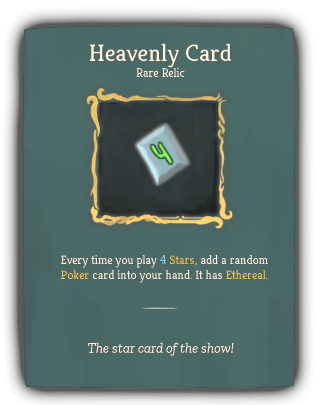 Heavenly Card
Rare Relic
4
Every time you play 4 Stars, add a random
Poker card into your hand. It has Ethereal.
The star card of the show!